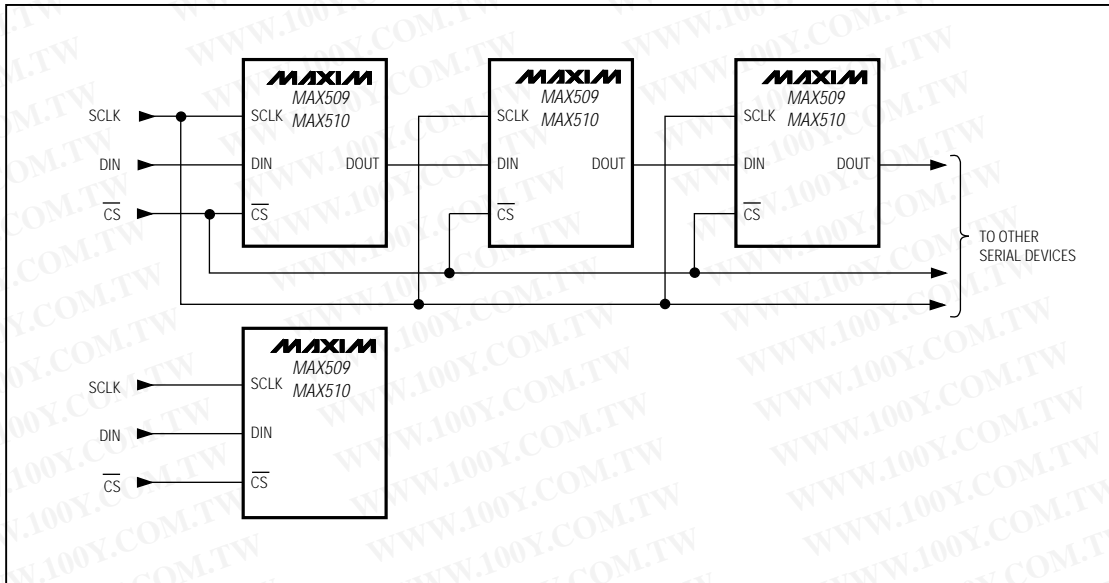 MAXIM MAXIM MAXIM
MAX509 MAX509 MAX509
SCLK SCLK MAX510 SCLK MAX510 SCLK MAX510
DIN DIN DOUT DIN DOUT DIN DOUT
CS CS CS CS
TO OTHER
SERIAL DEVICES
MAXIM
MAX509
SCLK SCLK MAX510
DIN DIN
CS CS
WWW.100Y.COM.TW